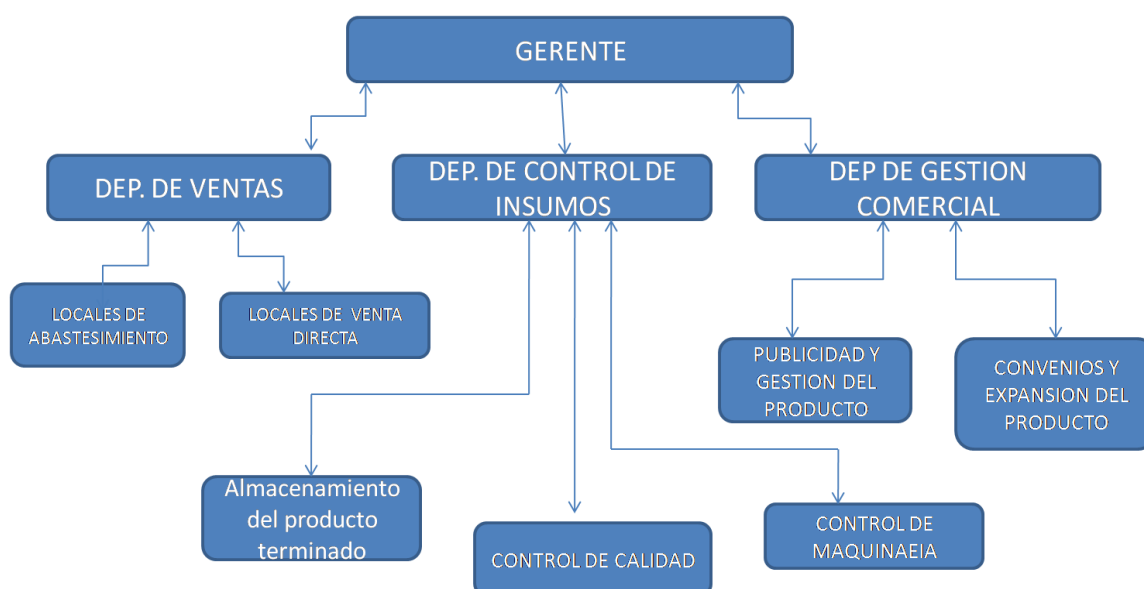 GERENTE
DEP. DE VENTAS
DEP. DE CONTROL DE
INSUMOS
DEP DE GESTION
COMERCIAL
LOCALES DE
ABASTESIMIENTO
LOCALES DE VENTA
DIRECTA
PUBLICIDAD Y
GESTION DEL
PRODUCTO
CONVENIOS Y
EXPANSION DEL
PRODUCTO
Almacenamiento
del producto
terminado
CONTROL DE CALIDAD
CONTROL DE
MAQUINAEIA